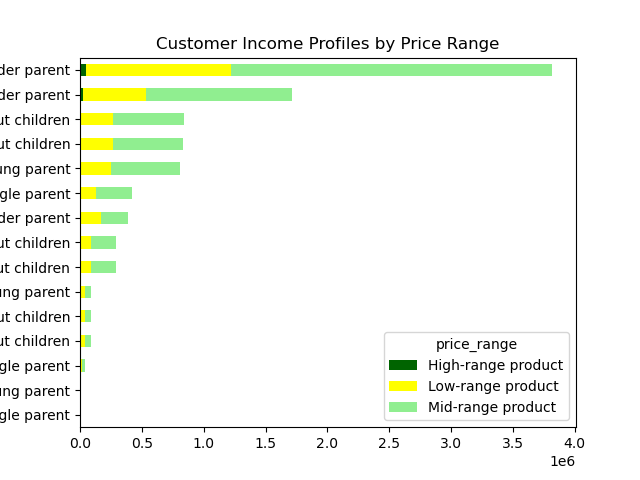 Customer Income Profiles by Price Range
der parent
der parent
ut children
ut children
ung parent
gle parent
der parent
ut children
ut children
ung parent
ut children
ut children
gle parent
ung parent
gle parent
price_range
High-range product
Low-range product
Mid-range product
0.0 0.5 1.0 1.5 2.0 2.5 3.0 3.5 4.0
1e6